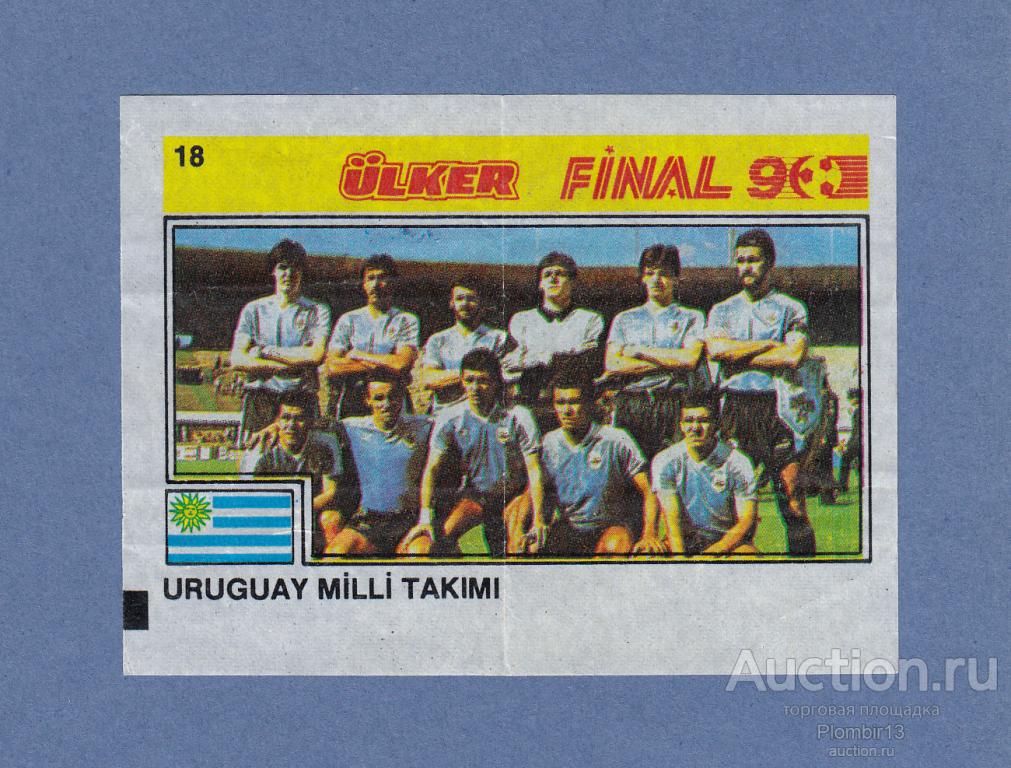 18
ÜLKER
FİNAL 90
URUGUAY MİLLİ TAKIMI
Auction.ru
торговая площадка
Plombir13
auction.ru